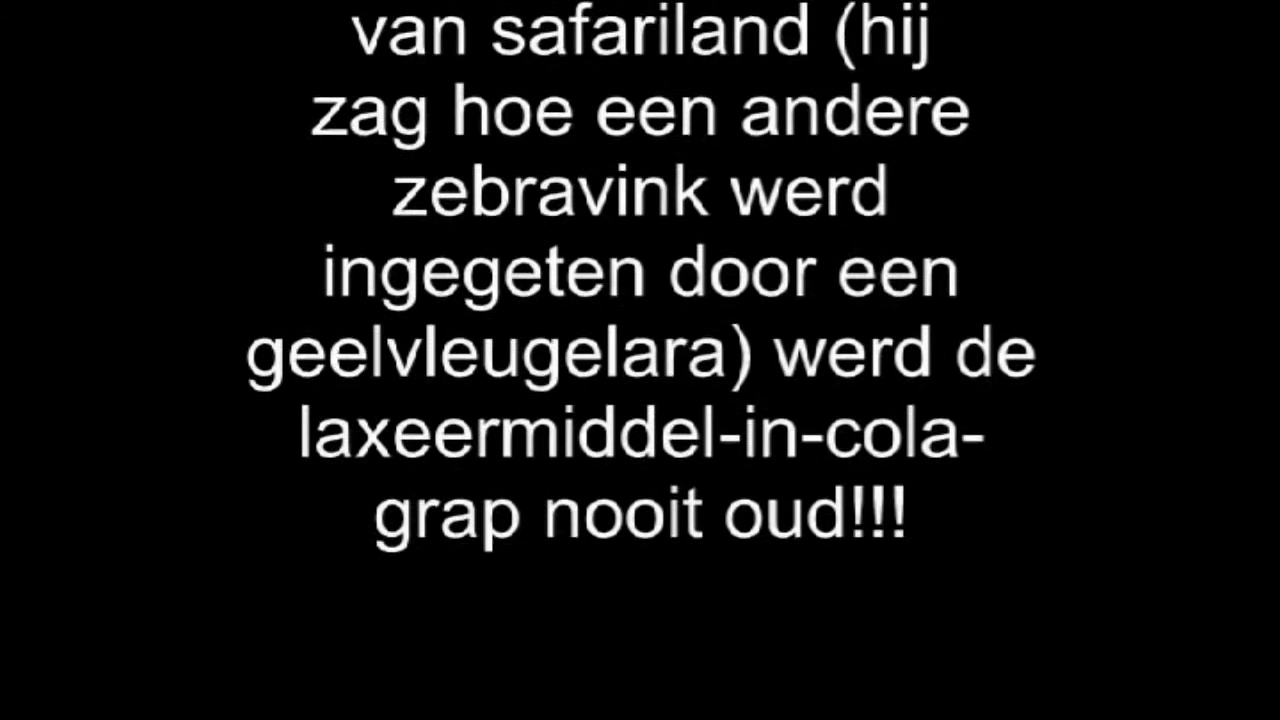 van safariland (hij
zag hoe een andere
zebravink werd
ingegeten door een
geelvleugelara) werd de
laxeermiddel-in-cola-
grap nooit oud!!!